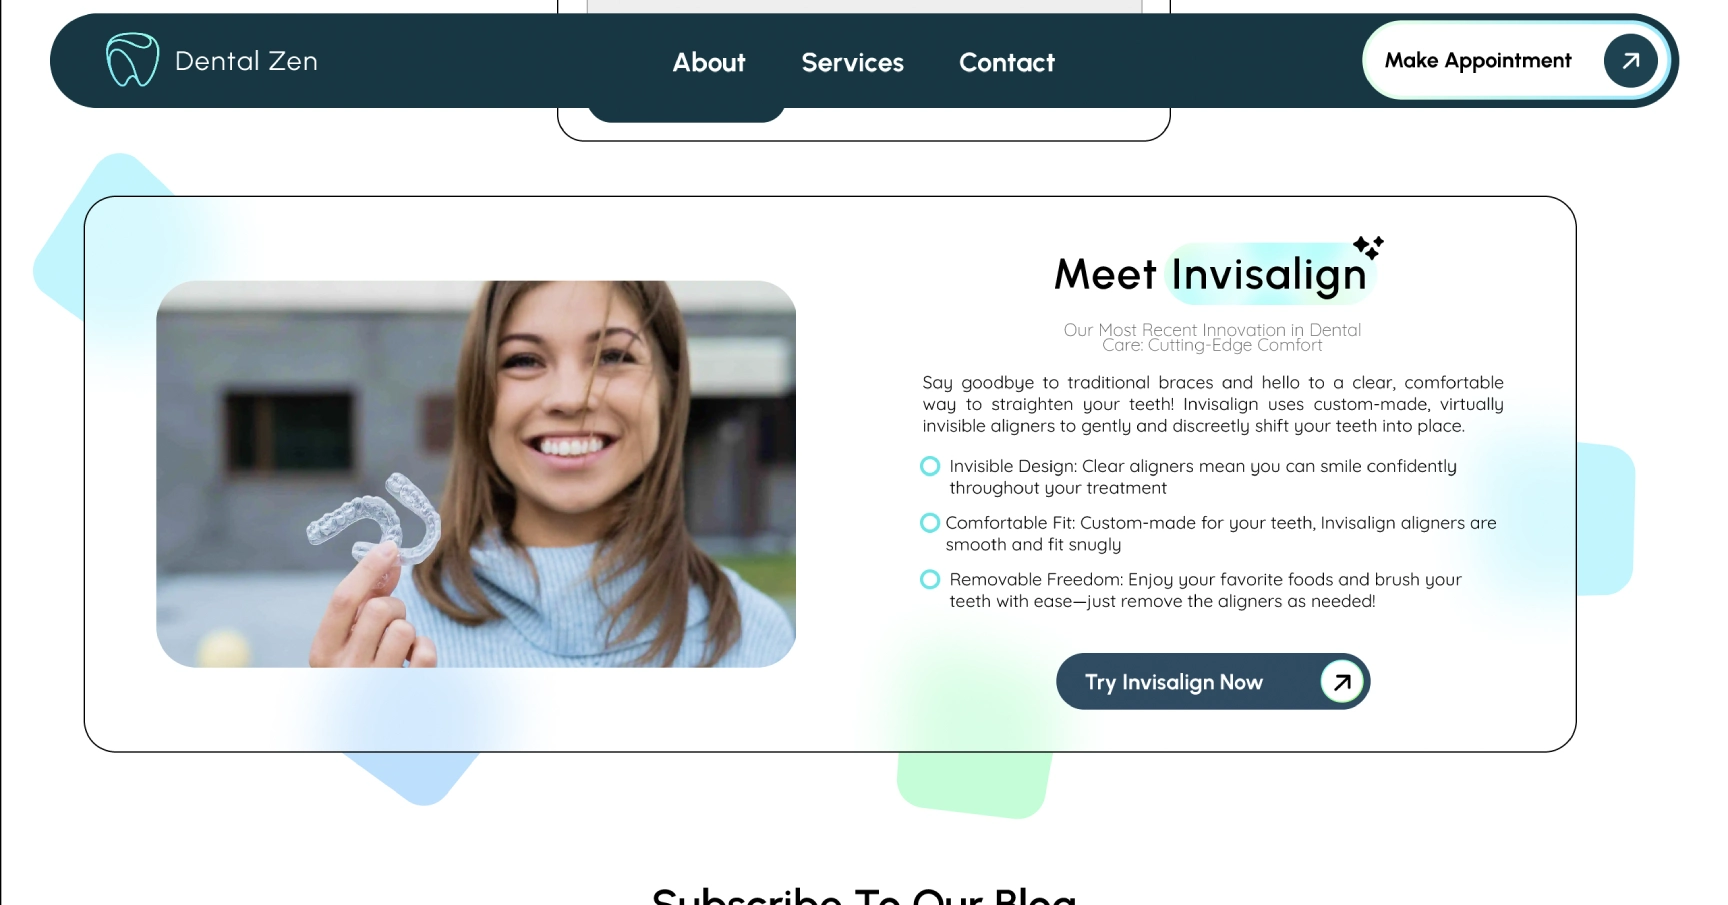 Dental Zen
About
Services
Contact
Make Appointment
Meet Invisalign
Our Most Recent Innovation in Dental
Care: Cutting-Edge Comfort
Say goodbye to traditional braces and hello to a clear, comfortable
way to straighten your teeth! Invisalign uses custom-made, virtually
invisible aligners to gently and discreetly shift your teeth into place.
Invisible Design: Clear aligners mean you can smile confidently
throughout your treatment
Comfortable Fit: Custom-made for your teeth, Invisalign aligners are
smooth and fit snugly
Removable Freedom: Enjoy your favorite foods and brush your
teeth with ease—just remove the aligners as needed!
Try Invisalign Now
Subscribe To Our Blog